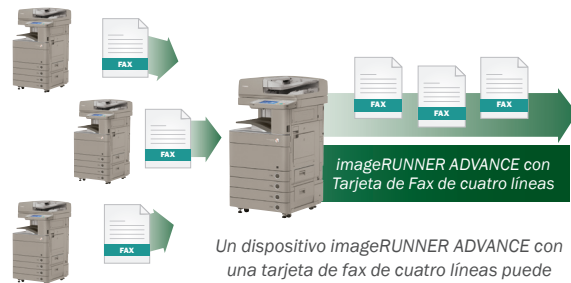 FAX
FAX
FAX
FAX
FAX
FAX
imageRUNNER ADVANCE con
Tarjeta de Fax de cuatro líneas
Un dispositivo imageRUNNER ADVANCE con
una tarjeta de fax de cuatro líneas puede